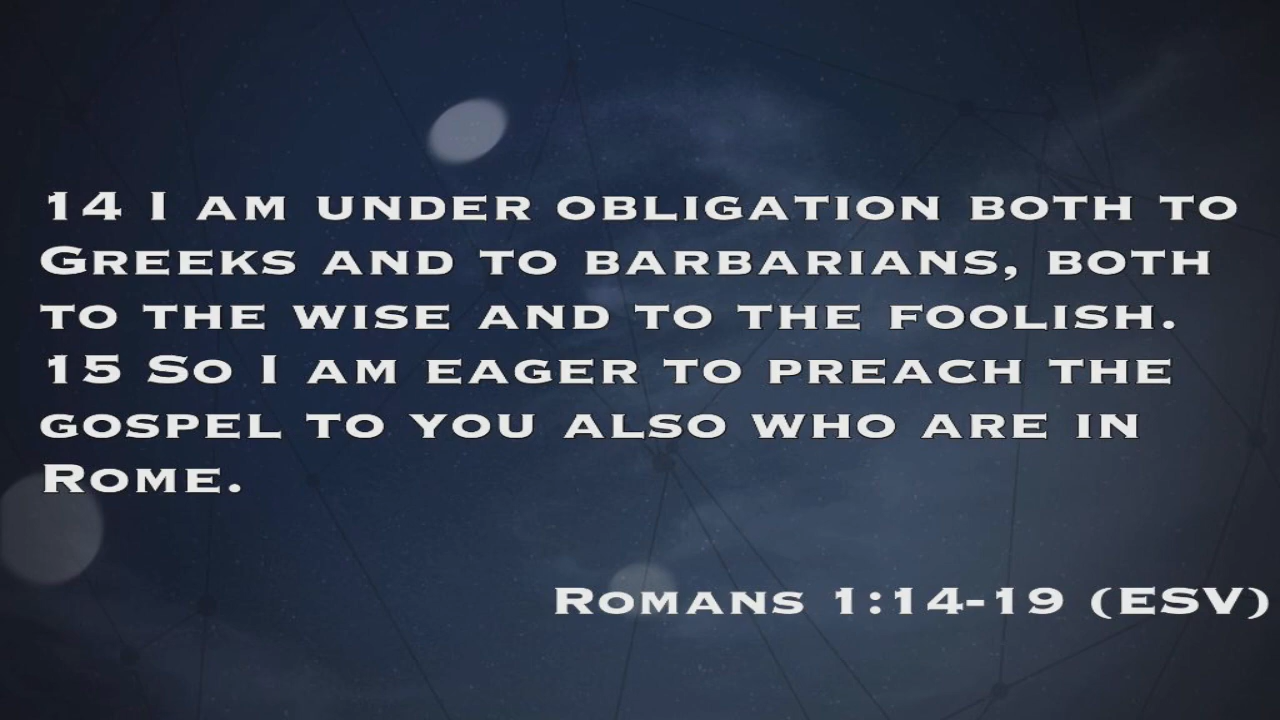 14 I am under obligation both to
Greeks and to barbarians, both
to the wise and to the foolish.
15 So I am eager to preach the
gospel to you also who are in
Rome.
Romans 1:14-19 (ESV)